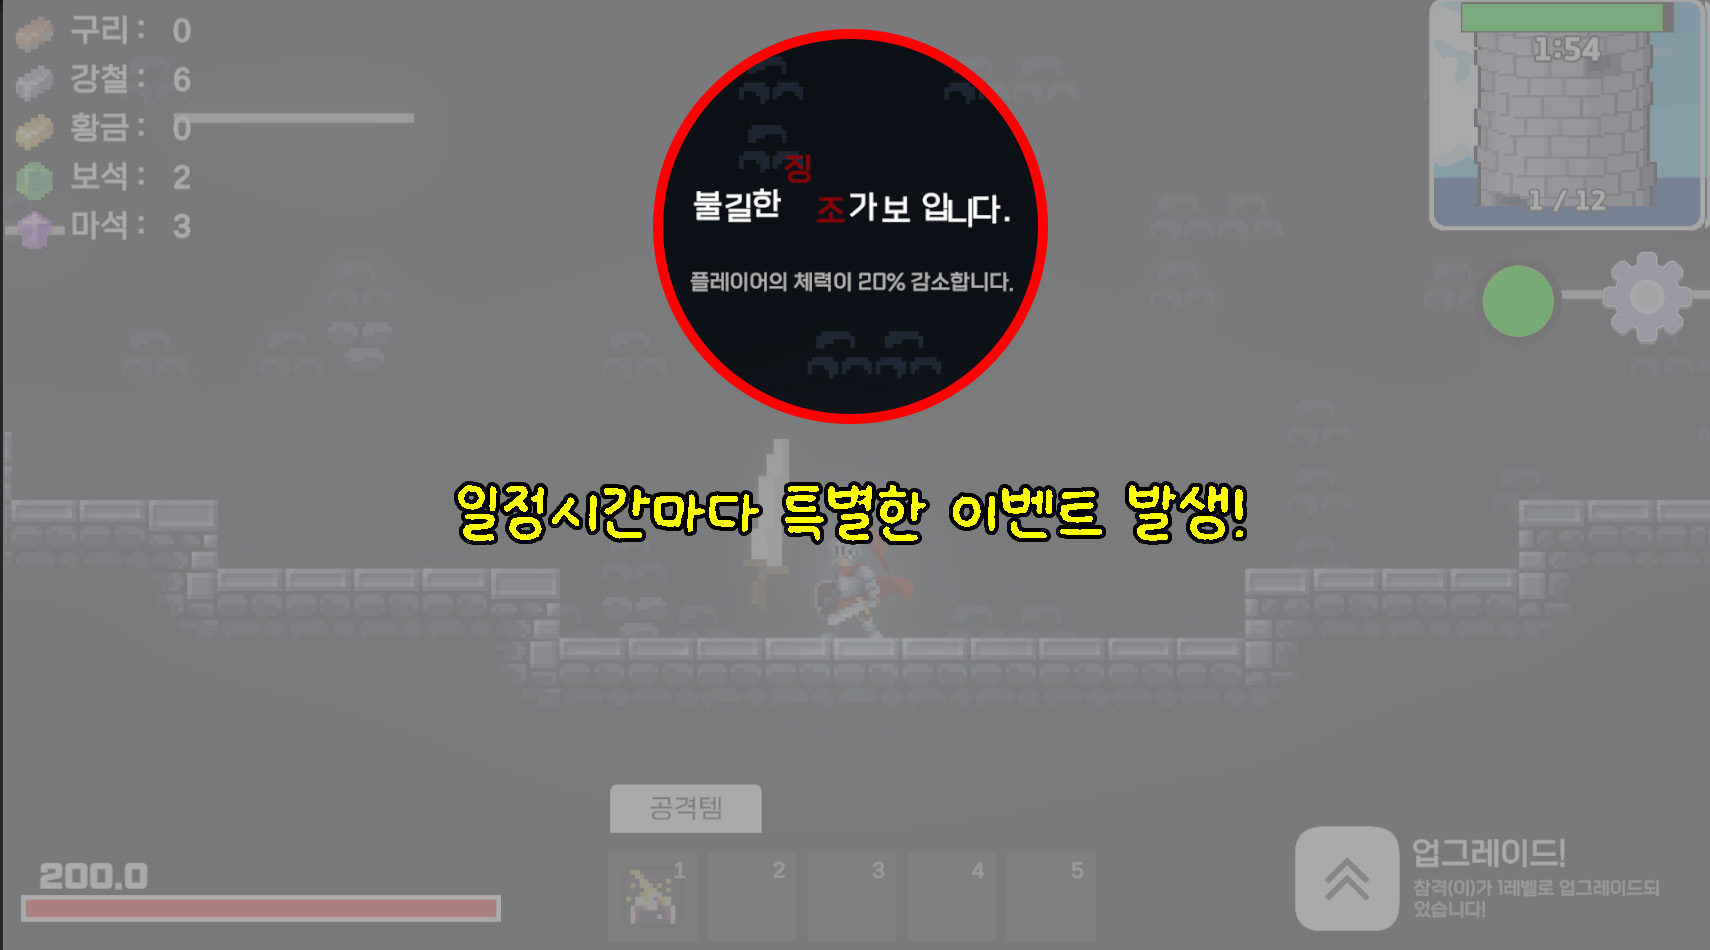 구리 : 0
강철 : 6
황금 : 0
보석 : 2
마석 : 3
불길한 징조가 보입니다.
플레이어의 체력이 20% 감소합니다.
1:54
1 / 12
일정시간마다 특별한 이벤트 발생!
공격템
1 2 3 4 5
200.0
업그레이드!
참격(이)가 1레벨로 업그레이드되
었습니다!